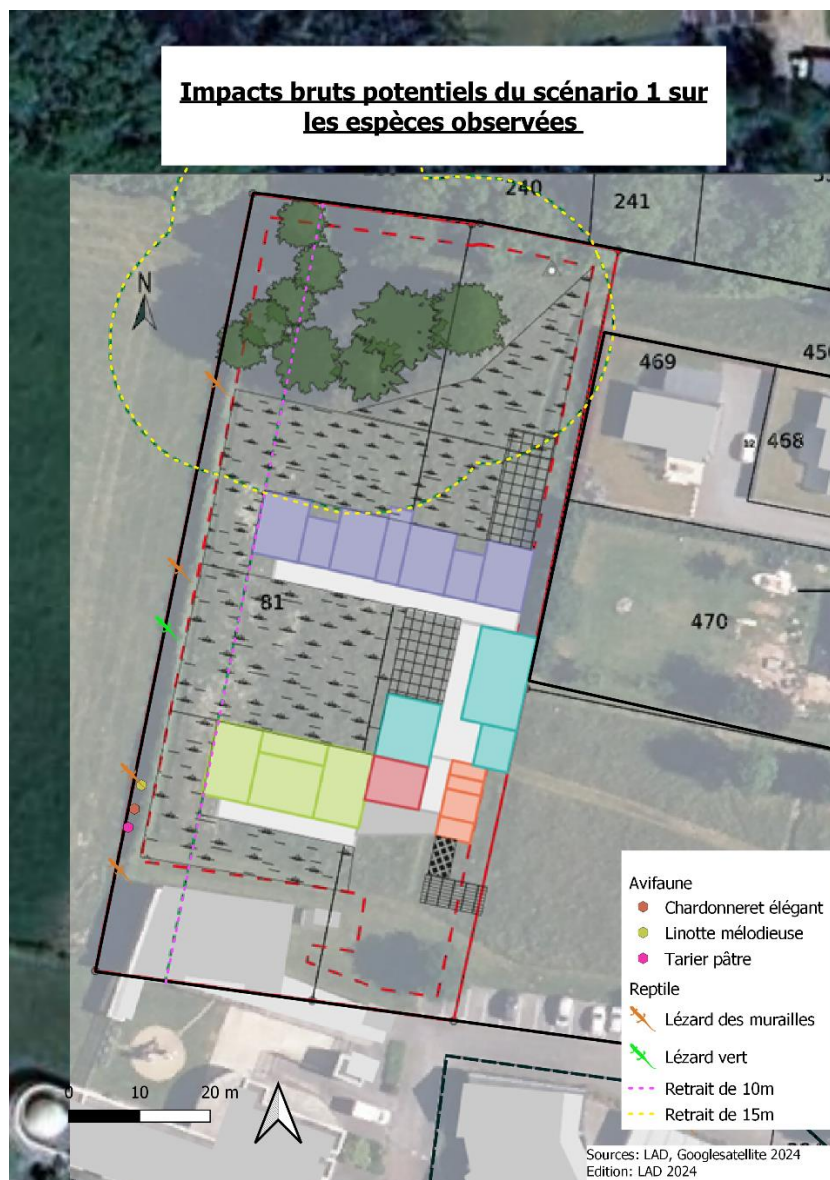 Impacts bruts potentiels du scénario 1 sur
les espèces observées
240
241
N
469
450
12
468
81
470
Avifaune
Chardonneret élégant
Linotte mélodieuse
Tarier pâtre
Reptile
Lézard des murailles
Lézard vert
Retrait de 10m
Retrait de 15m
0 10 20 m
Sources: LAD, Googlesatellite 2024
Edition: LAD 2024